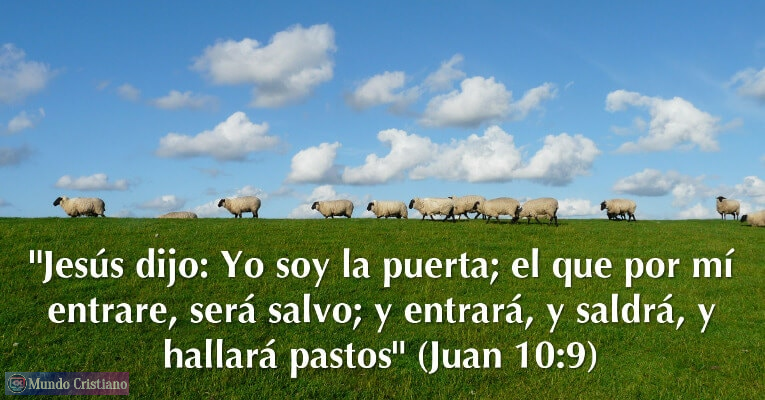 "Jesús dijo: Yo soy la puerta; el que por mí
entrare, será salvo; y entrará, y saldrá, y
hallará pastos" (Juan 10:9)
Mundo Cristiano